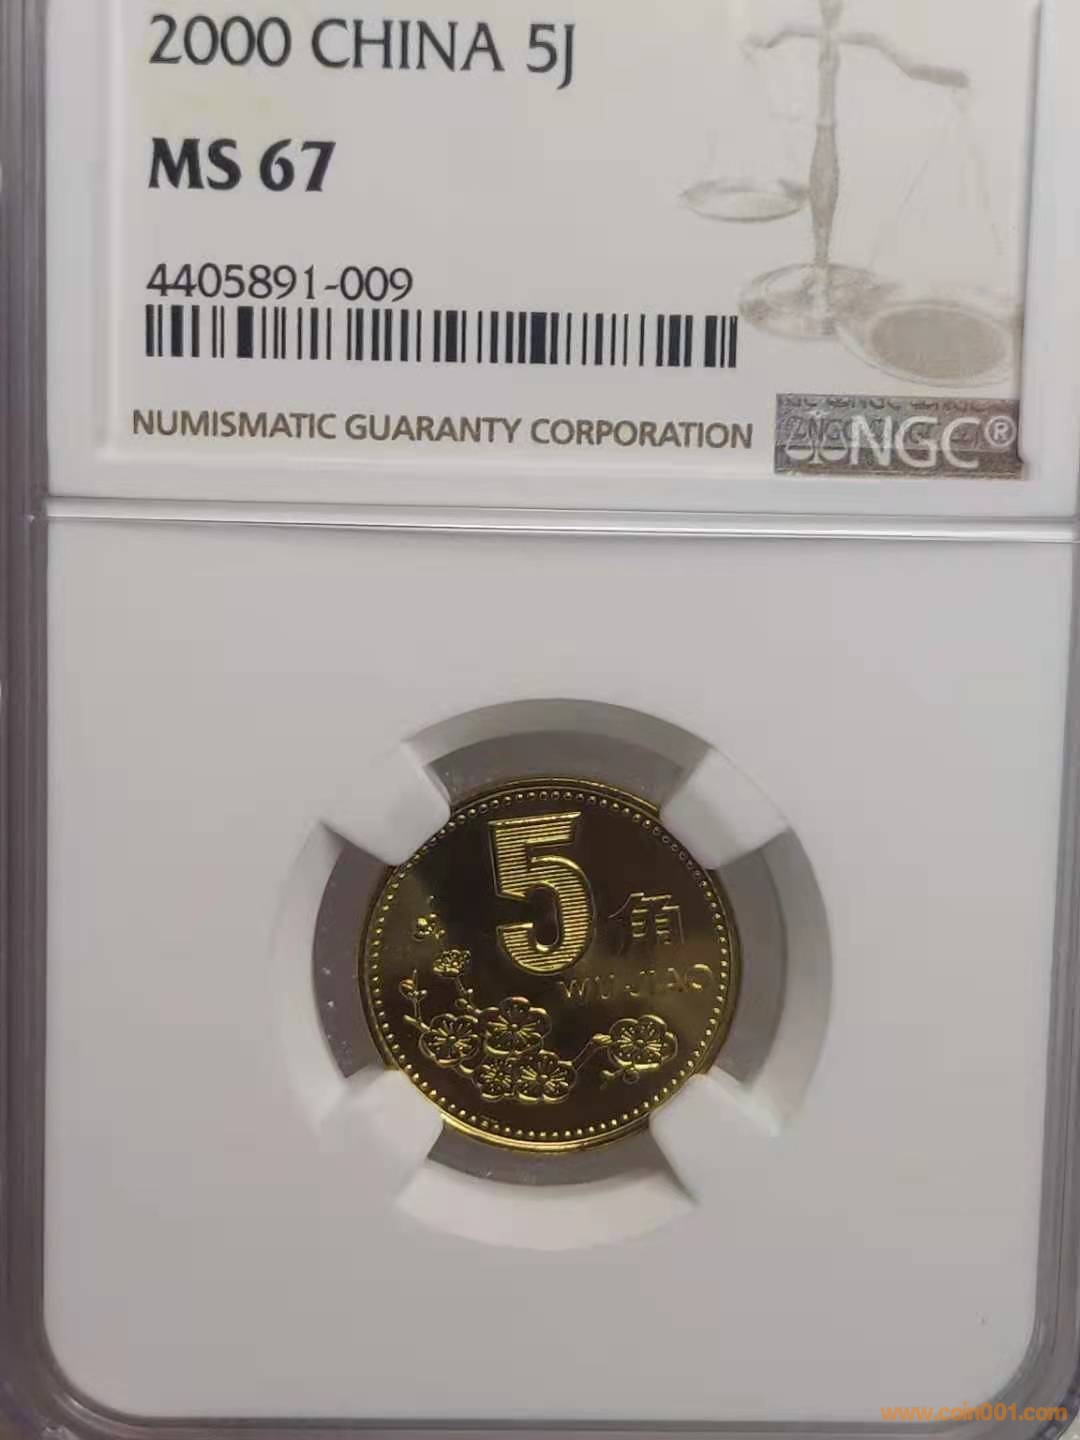 2000 CHINA 5J
MS 67
4405891-009
NUMISMATIC GUARANTY CORPORATION
NGC®
5 角
WU JIAO
www.coin001.com